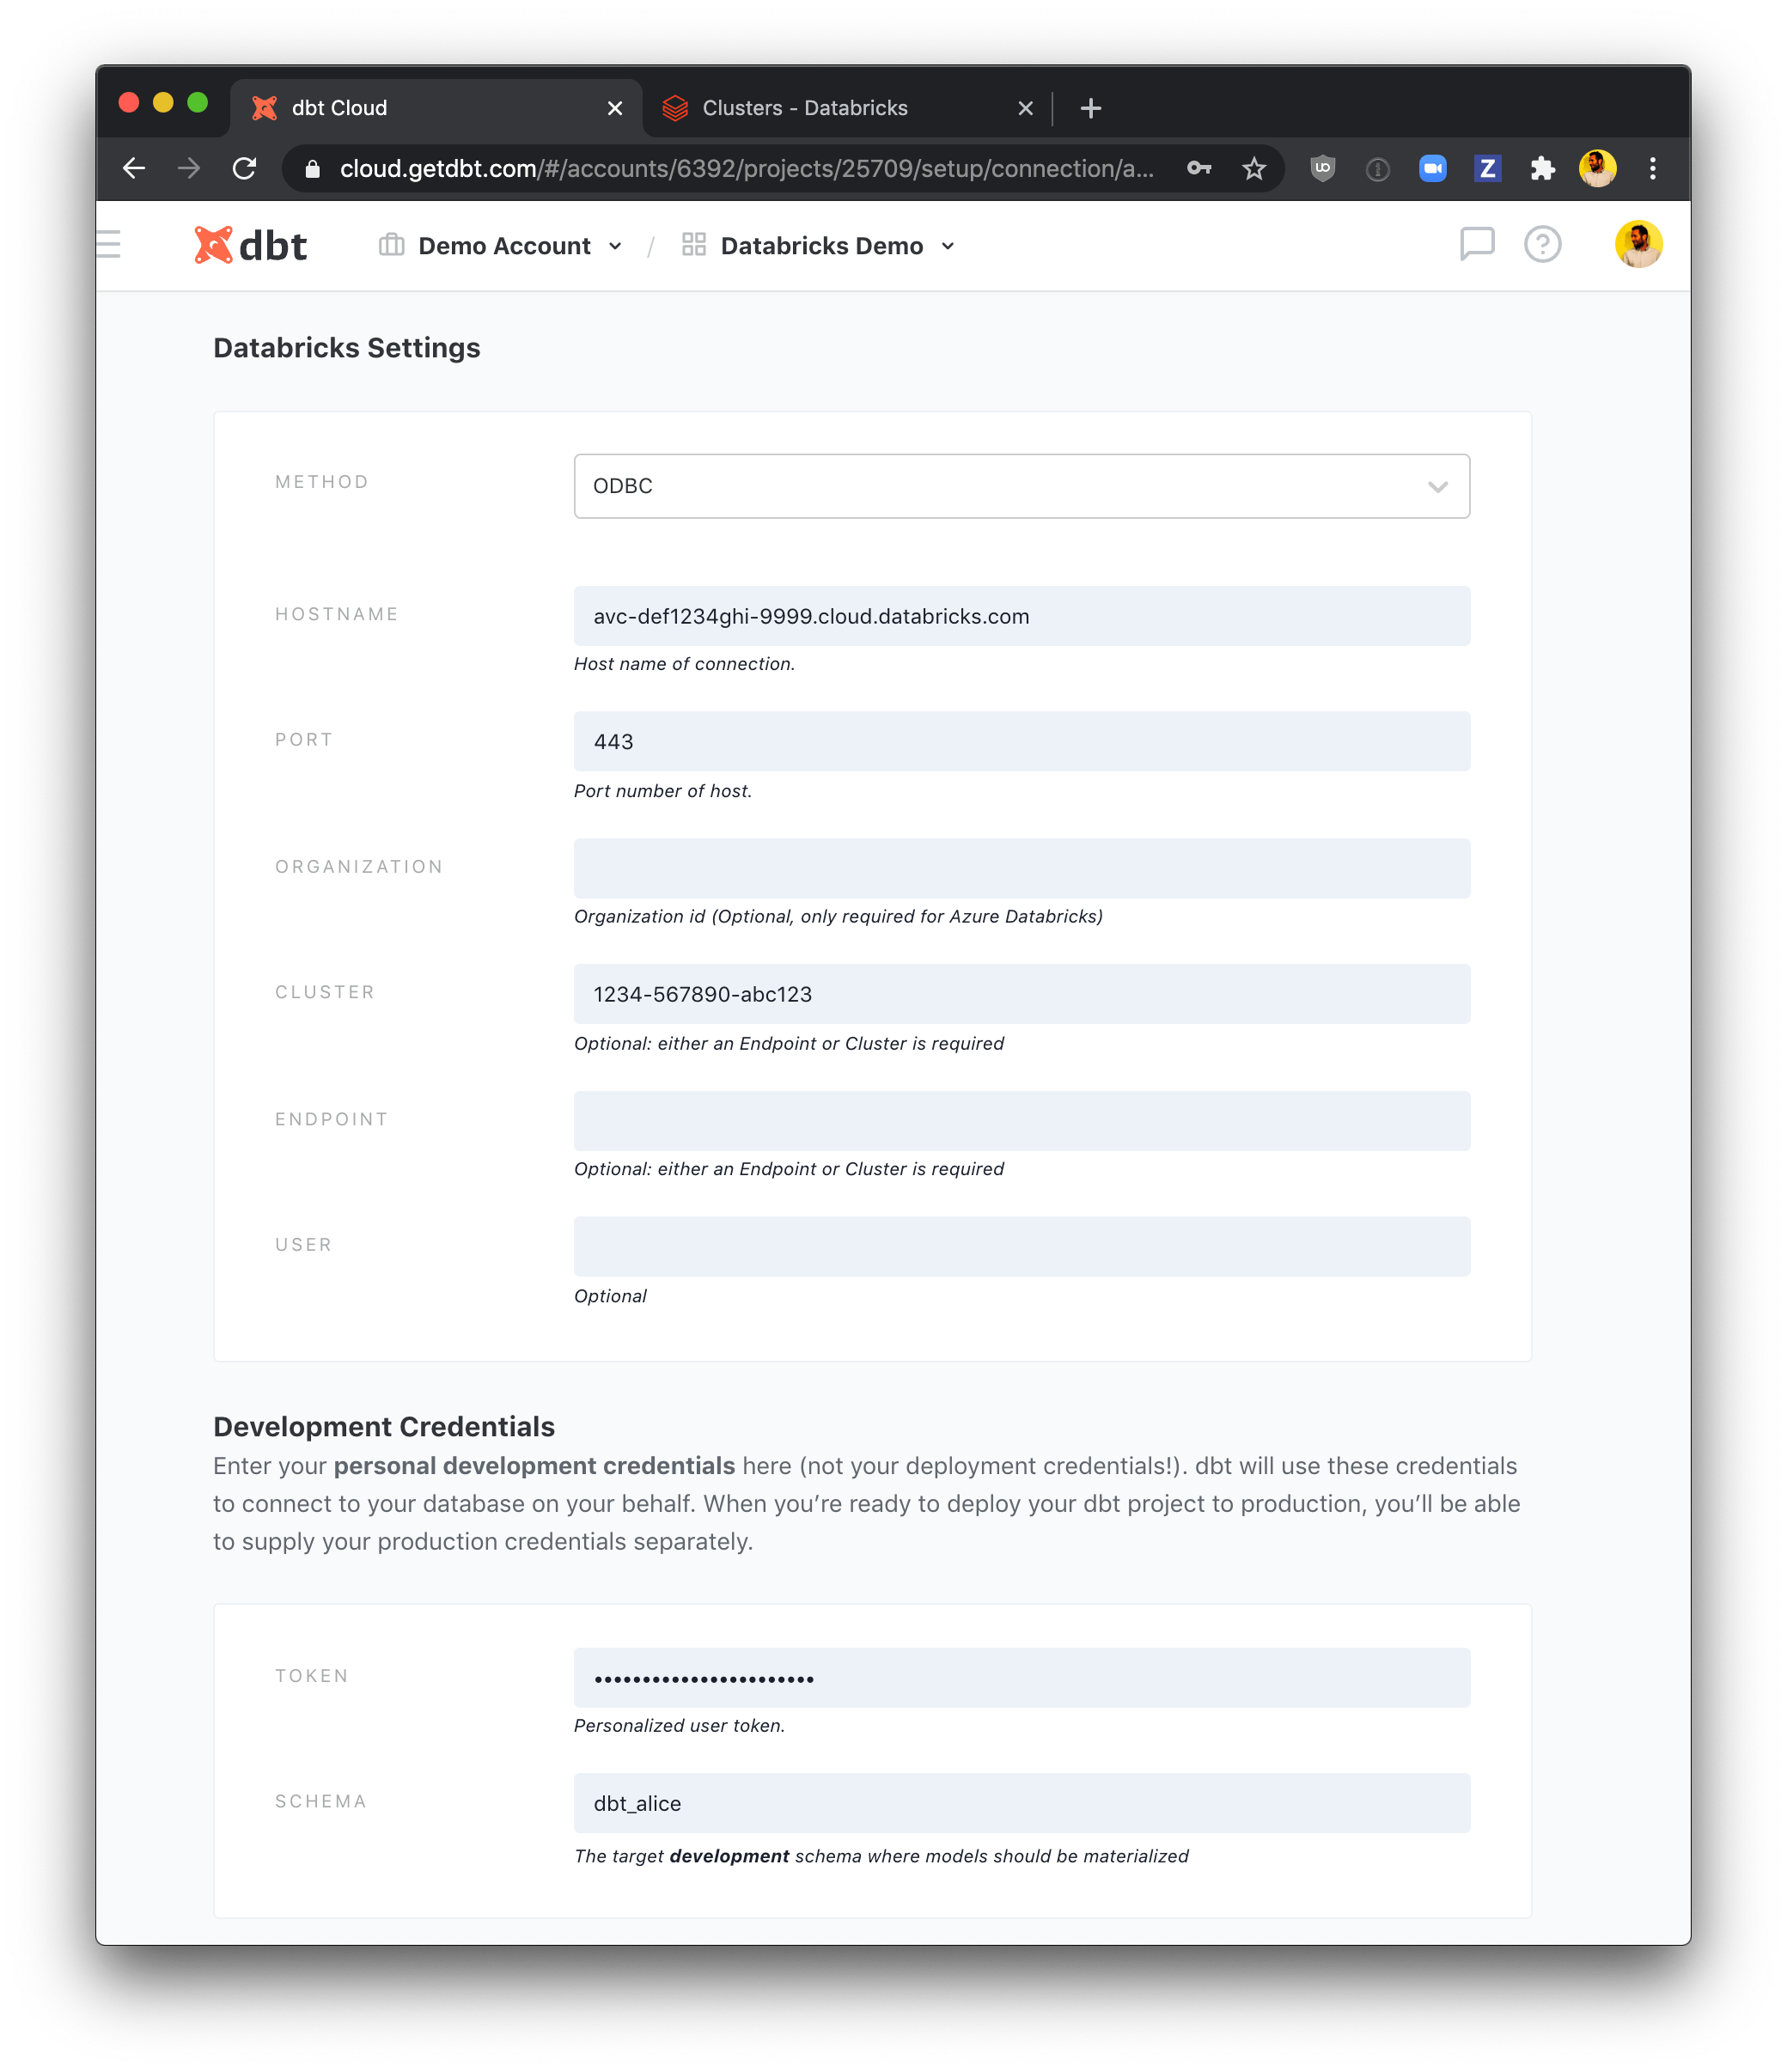 dbt Cloud
Clusters - Databricks
cloud.getdbt.com/#/accounts/6392/projects/25709/setup/connection/a...
Z
dbt
Demo Account / Databricks Demo
Databricks Settings
METHOD
ODBC
HOSTNAME
avc-def1234ghi-9999.cloud.databricks.com
Host name of connection.
PORT
443
Port number of host.
ORGANIZATION
Organization id (Optional, only required for Azure Databricks)
CLUSTER
1234-567890-abc123
Optional: either an Endpoint or Cluster is required
ENDPOINT
Optional: either an Endpoint or Cluster is required
USER
Optional
Development Credentials
Enter your personal development credentials here (not your deployment credentials!). dbt will use these credentials
to connect to your database on your behalf. When you’re ready to deploy your dbt project to production, you’ll be able
to supply your production credentials separately.
TOKEN
•••••••••••••••••••••••
Personalized user token.
SCHEMA
dbt_alice
The target development schema where models should be materialized